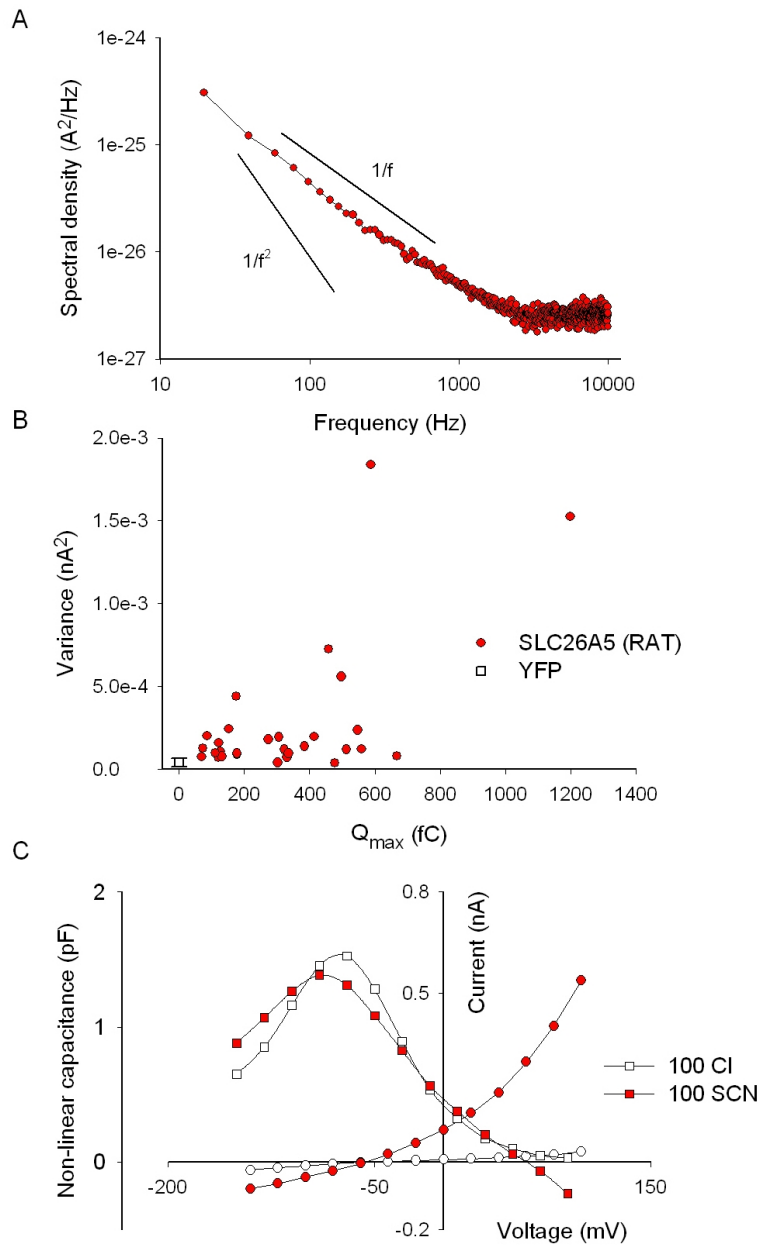 A
1e-24
1e-25
1e-26
1e-27
Spectral density (A²/Hz)
1/f
1/f²
10
100
1000
10000
Frequency (Hz)
B
2.0e-3
1.5e-3
1.0e-3
5.0e-4
0.0
Variance (nA²)
SLC26A5 (RAT)
YFP
0
200
400
600
800
1000
1200
1400
Qmax (fC)
C
2
1
0
Non-linear capacitance (pF)
0.8
0.5
-0.2
Current (nA)
100 Cl
100 SCN
-200
-50
150
Voltage (mV)